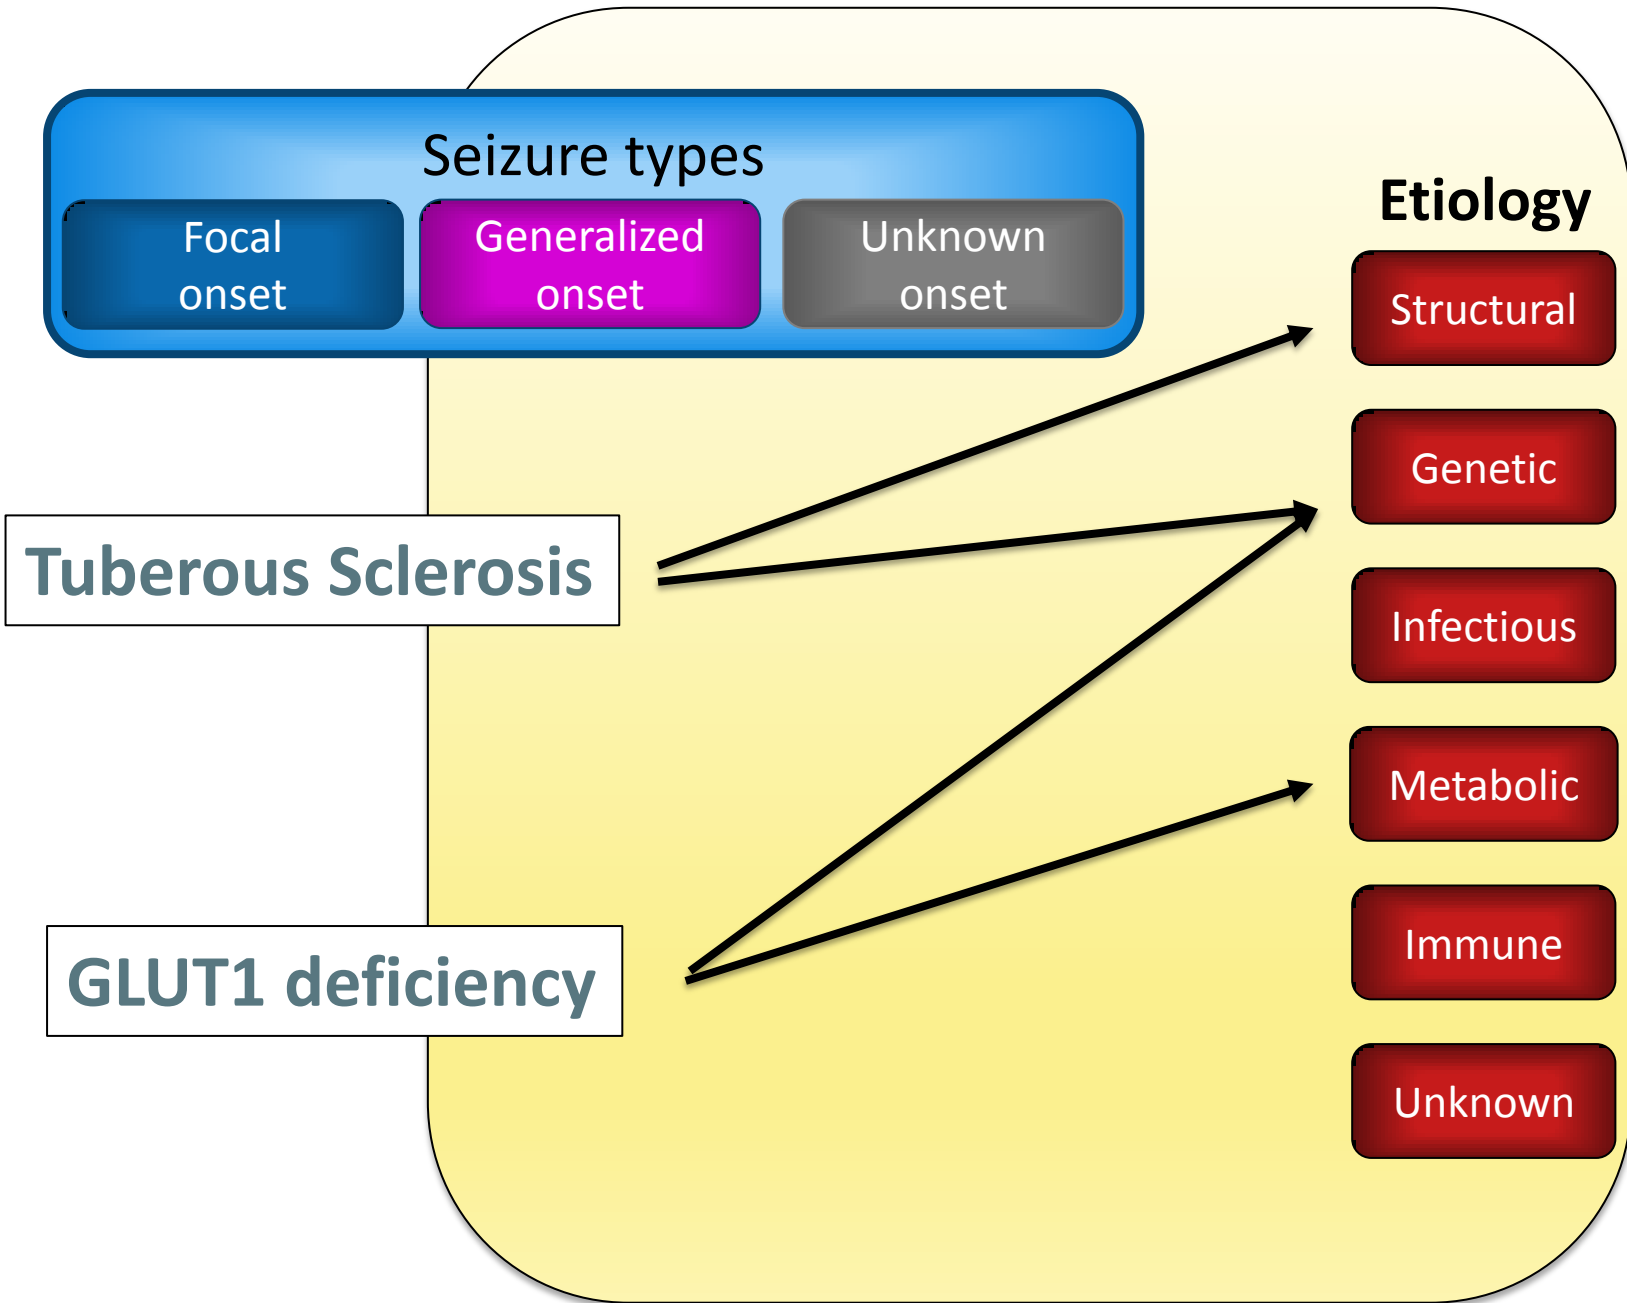 Seizure types
Focal
onset
Generalized
onset
Unknown
onset
Etiology
Structural
Genetic
Infectious
Metabolic
Immune
Unknown
Tuberous Sclerosis
GLUT1 deficiency